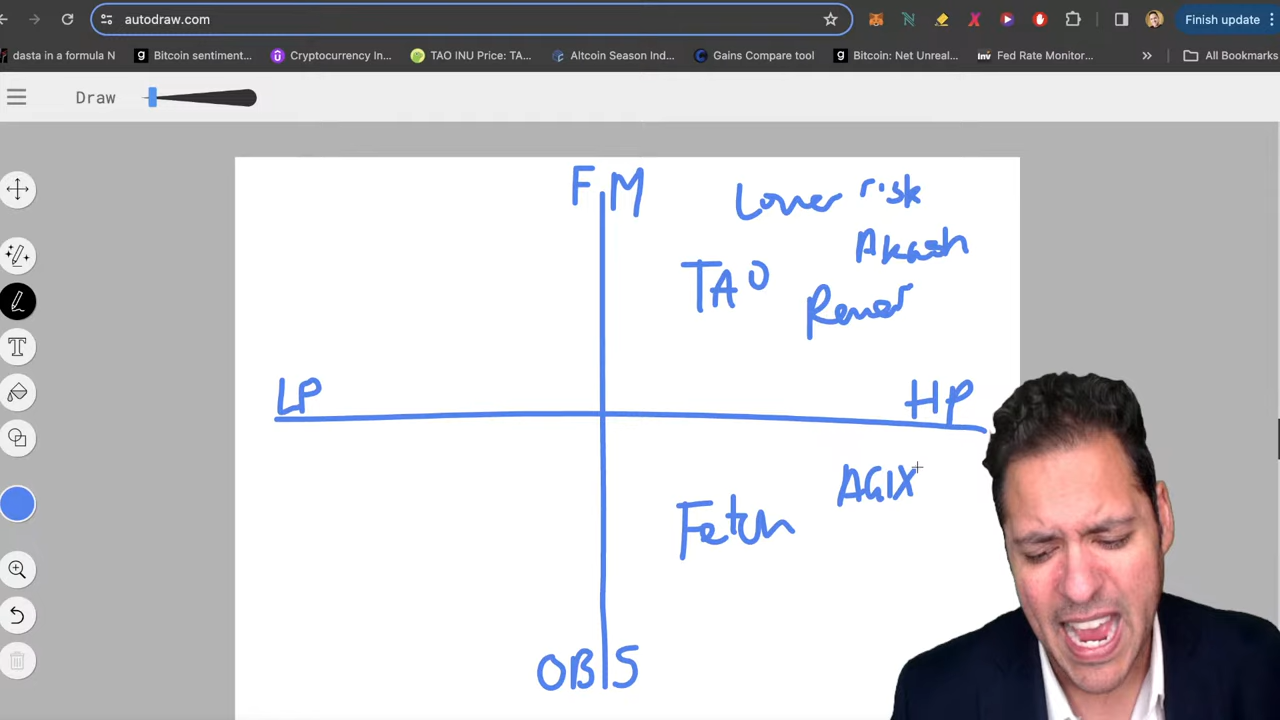 autodraw.com
Finish update
dasta in a formula N
Bitcoin sentiment...
Cryptocurrency In...
TAO INU Price: TA...
Altcoin Season Ind...
Gains Compare tool
Bitcoin: Net Unreal...
Inv
Fed Rate Monitor...
»
All Bookmarks
Draw
F M
Lower risk
Akash
TAO
Render
LP
HP
AGIX
Fetch
OBS